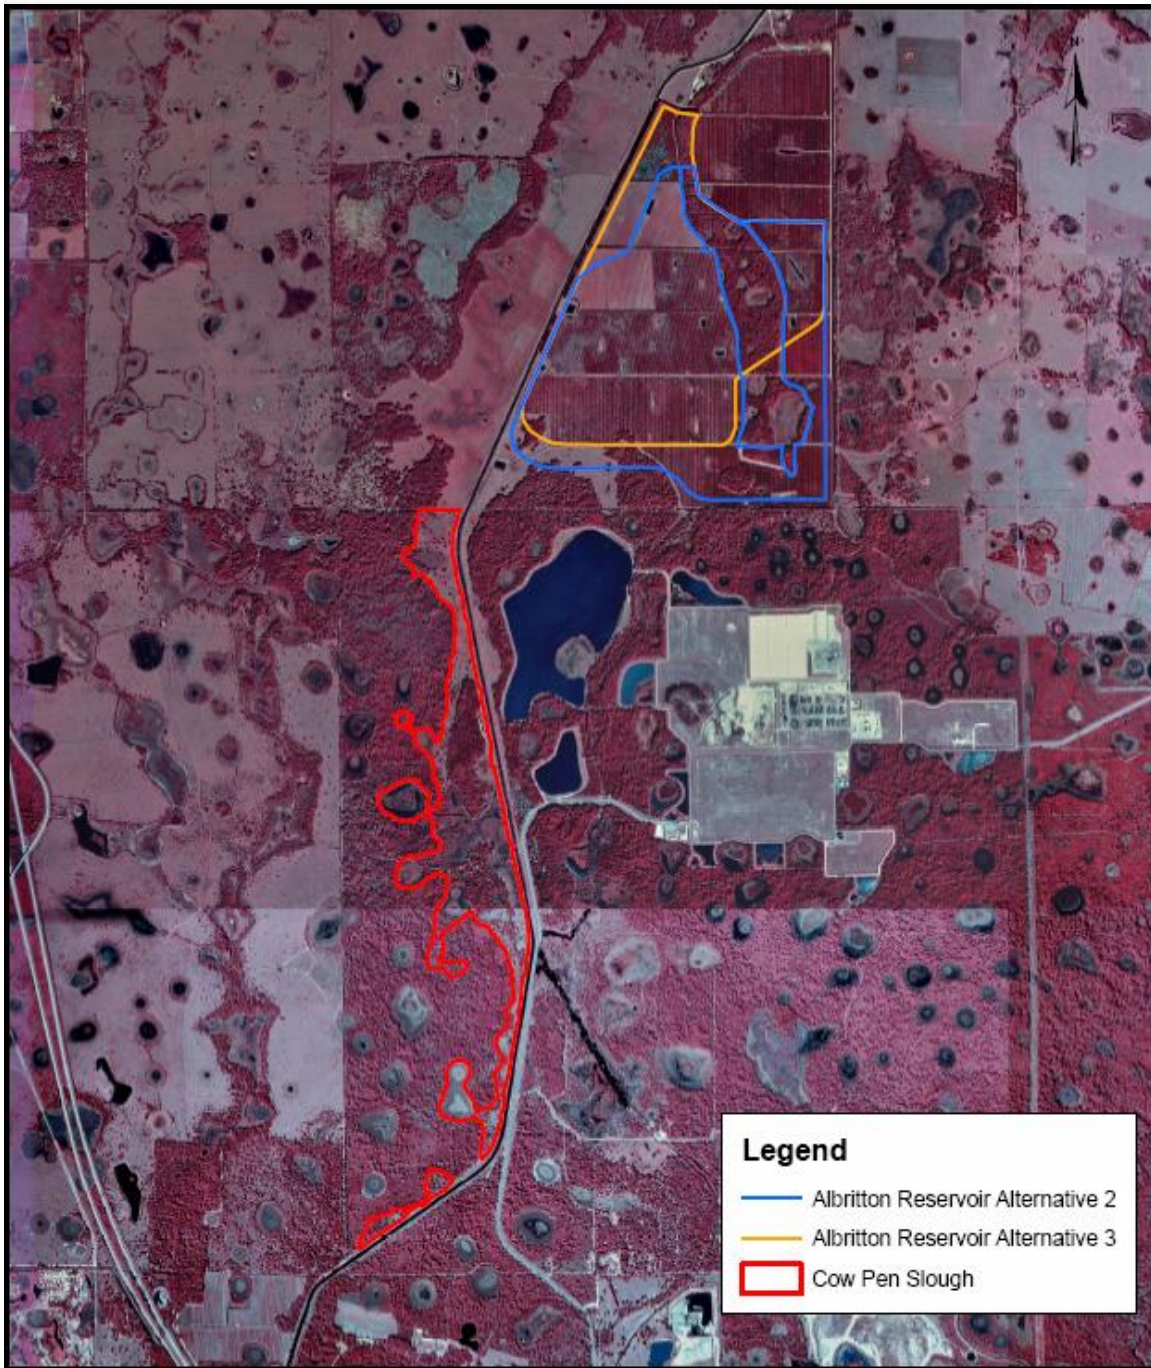 N
Legend
Albritton Reservoir Alternative 2
Albritton Reservoir Alternative 3
Cow Pen Slough